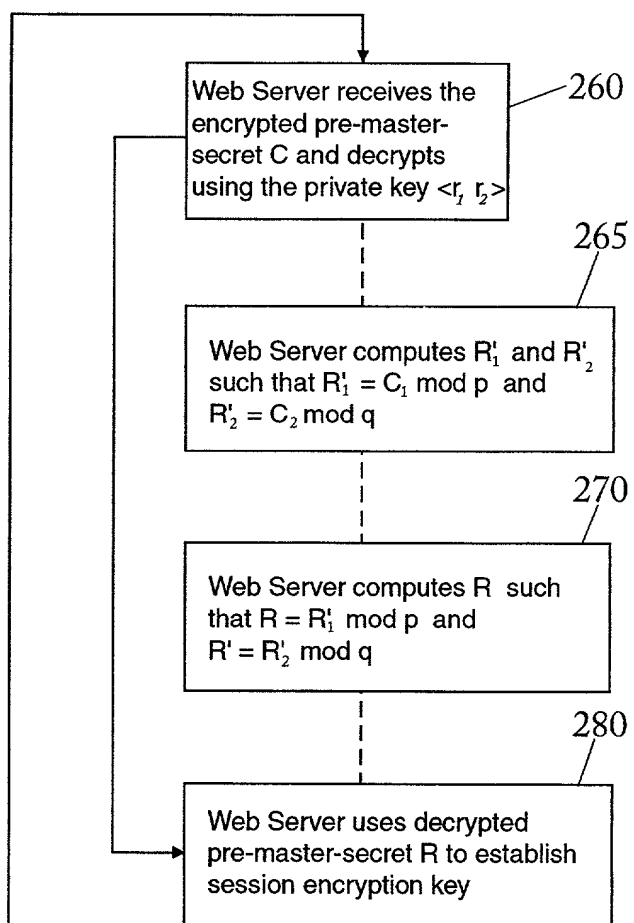 Web Server receives the
encrypted pre-master-
secret C and decrypts
using the private key <r₁ r₂>
260
265
Web Server computes R'₁ and R'₂
such that R'₁ = C₁ mod p and
R'₂ = C₂ mod q
270
Web Server computes R such
that R = R'₁ mod p and
R' = R'₂ mod q
280
Web Server uses decrypted
pre-master-secret R to establish
session encryption key